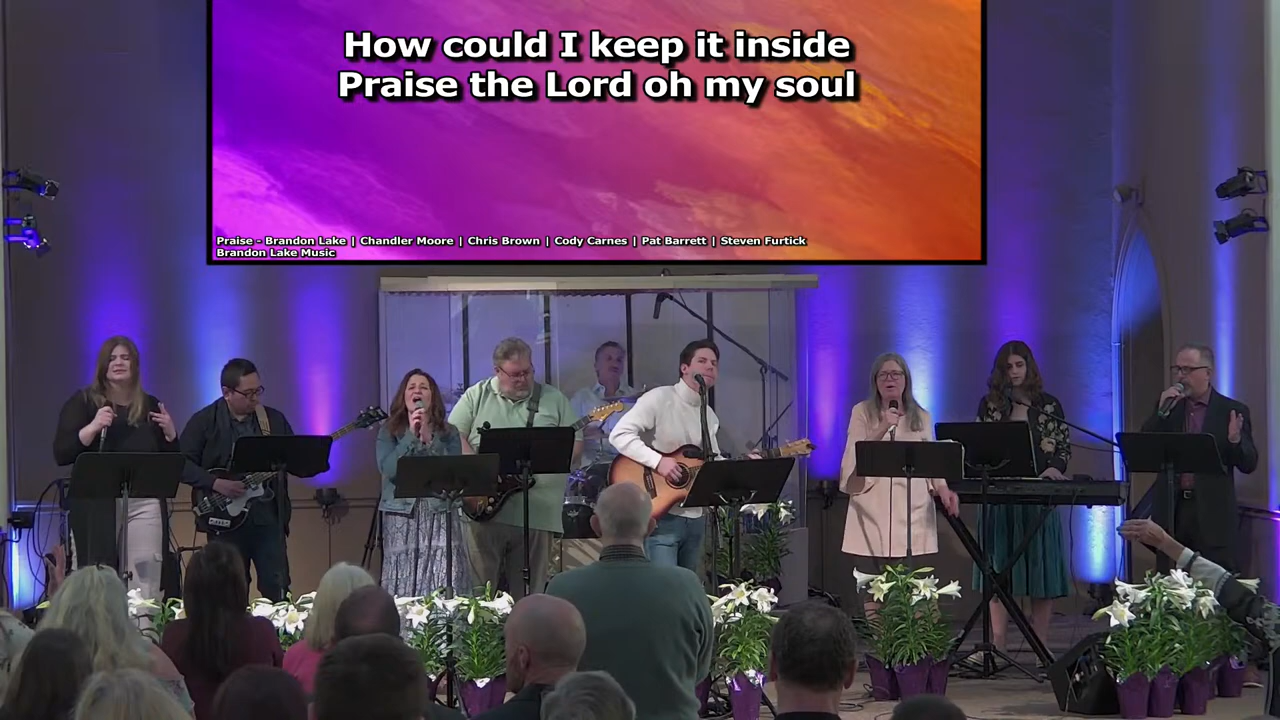 How could I keep it inside
Praise the Lord oh my soul
Praise - Brandon Lake | Chandler Moore | Chris Brown | Cody Carnes | Pat Barrett | Steven Furtick
Brandon Lake Music